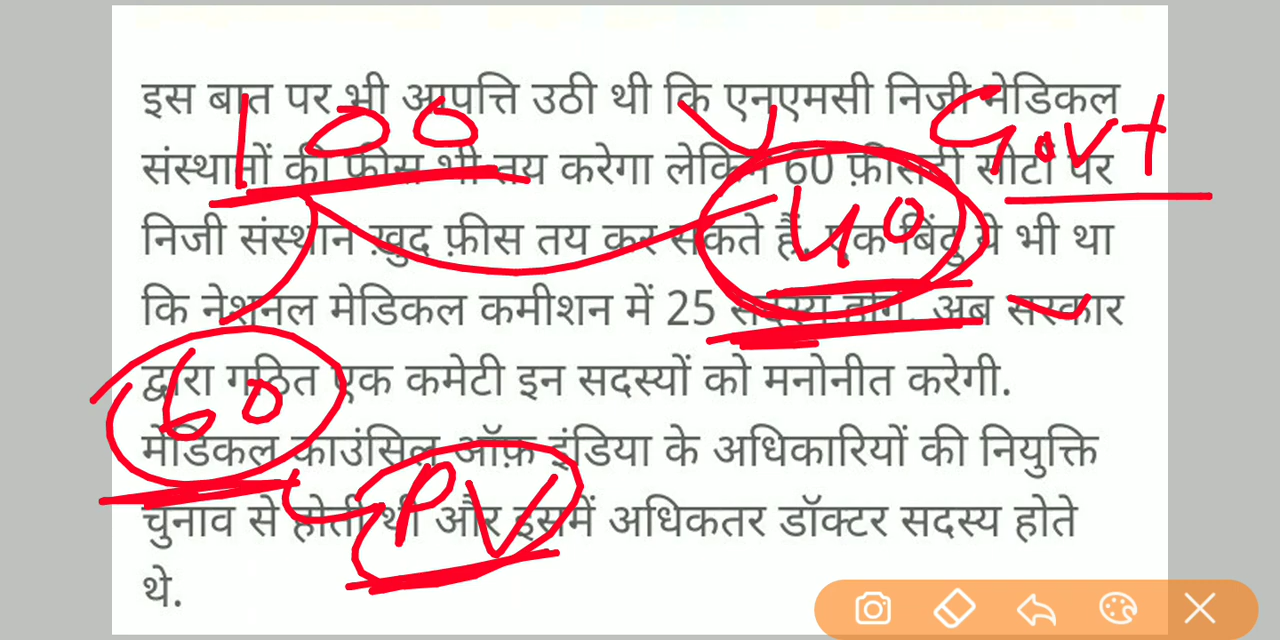 इस बात पर भी आपत्ति उठी थी कि एनएमसी निजी मेडिकल
संस्थानों की फ़ीस भी तय करेगा लेकिन 60 फ़ीसदी सीटों पर
निजी संस्थान ख़ुद फ़ीस तय कर सकते हैं. एक बिंदु ये भी था
कि नेशनल मेडिकल कमीशन में 25 सदस्य होंगे. अब सरकार
द्वारा गठित एक कमेटी इन सदस्यों को मनोनीत करेगी.
मेडिकल काउंसिल ऑफ़ इंडिया के अधिकारियों की नियुक्ति
चुनाव से होती थी और इसमें अधिकतर डॉक्टर सदस्य होते
थे.
100
Govt
40
60
PV